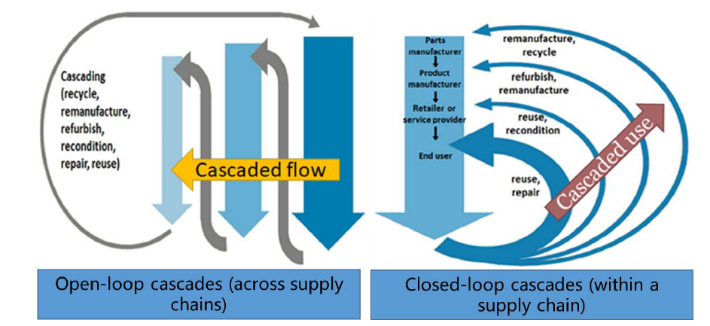 Cascading
(recycle,
remanufacture,
refurbish,
recondition,
repair, reuse)
Cascaded flow
Open-loop cascades (across supply
chains)
Parts
manufacturer
Product
manufacturer
Retailer or
service provider
End user
remanufacture,
recycle
refurbish,
remanufacture
reuse,
recondition
reuse,
repair
Cascaded use
Closed-loop cascades (within a
supply chain)